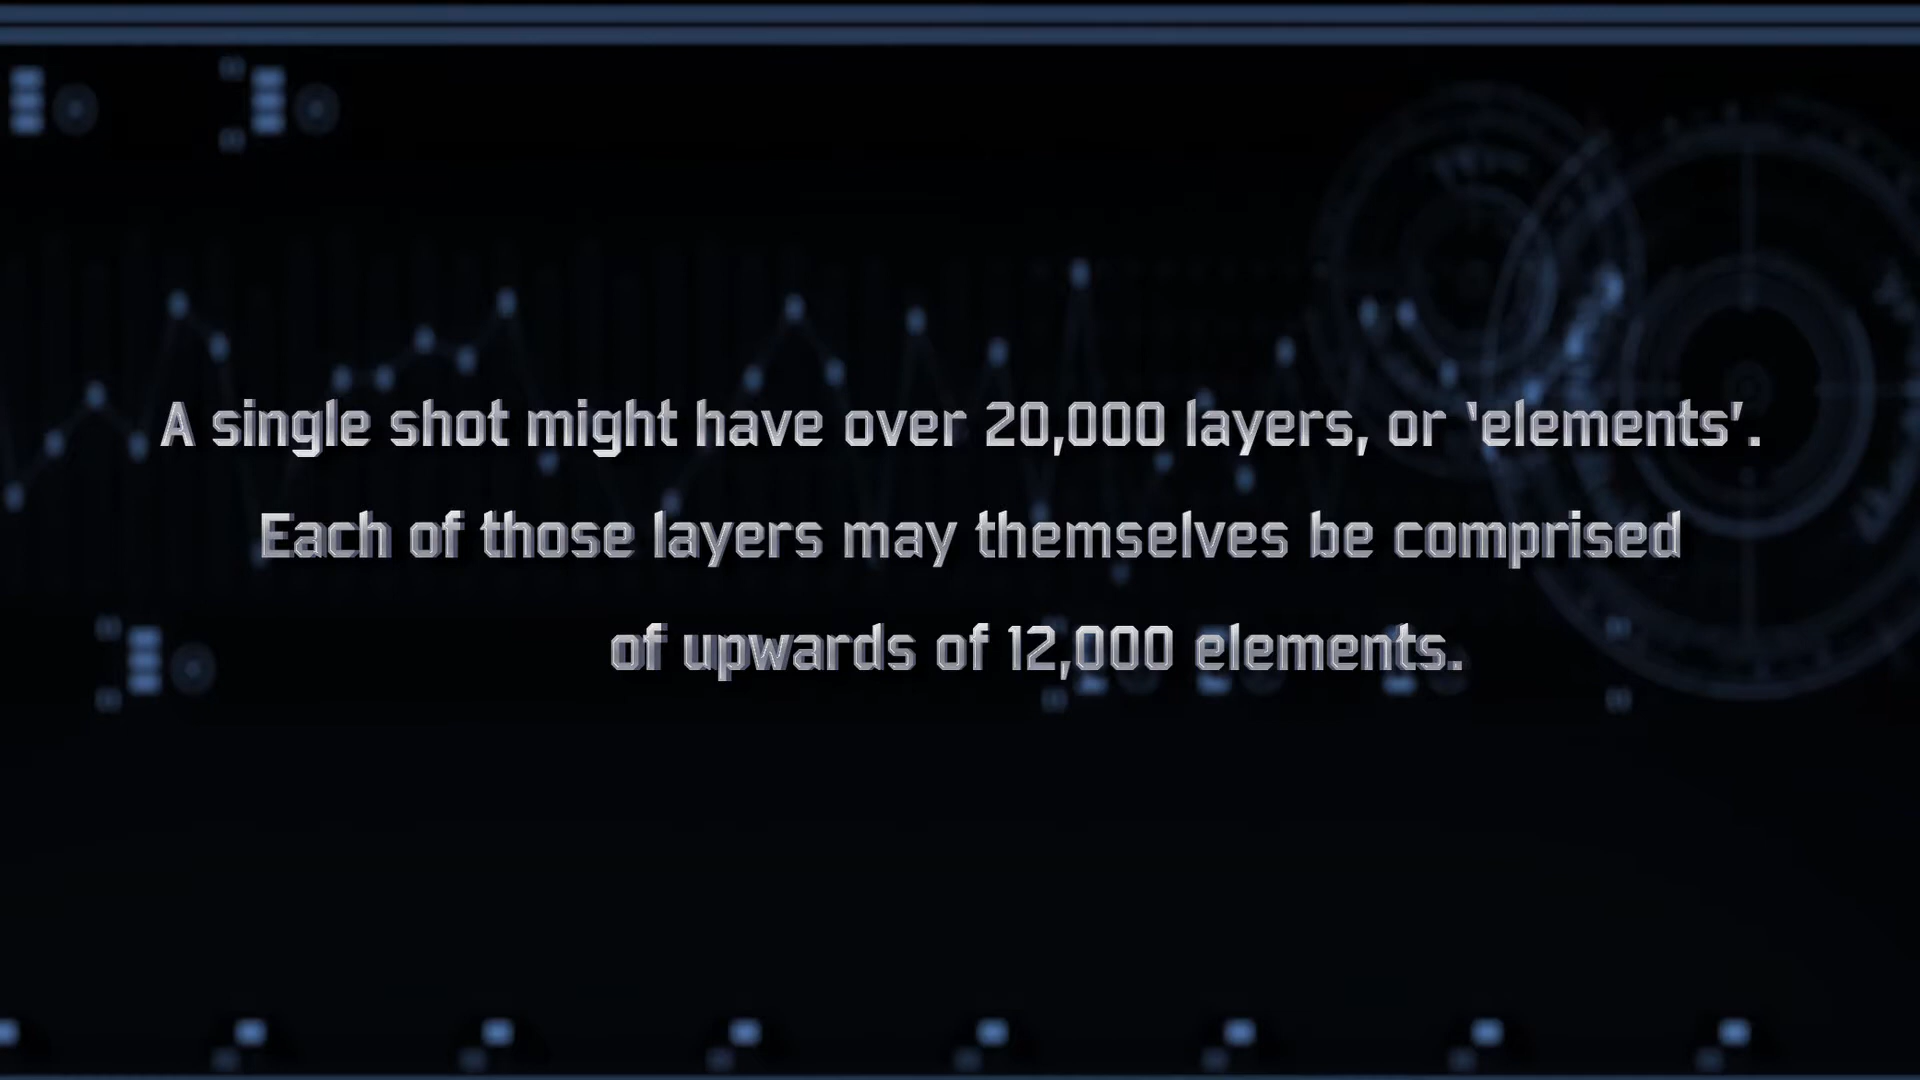 A single shot might have over 20,000 layers, or 'elements'.
Each of those layers may themselves be comprised
of upwards of 12,000 elements.